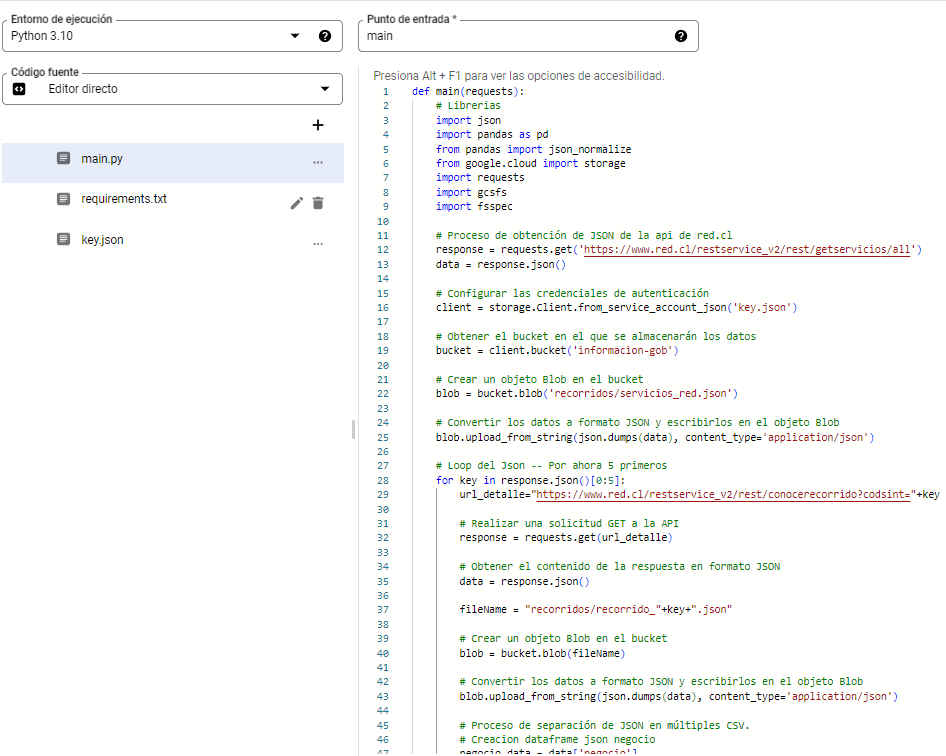 Entorno de ejecución
Python 3.10
Punto de entrada *
main
Código fuente
Editor directo
main.py
requirements.txt
key.json
Presiona Alt + F1 para ver las opciones de accesibilidad.
1 def main(requests):
2 # Librerias
3 import json
4 import pandas as pd
5 from pandas import json_normalize
6 from google.cloud import storage
7 import requests
8 import gcsfs
9 import fsspec
10
11 # Proceso de obtención de JSON de la api de red.cl
12 response = requests.get('https://www.red.cl/restservice_v2/rest/getservicios/all')
13 data = response.json()
14
15 # Configurar las credenciales de autenticación
16 client = storage.Client.from_service_account_json('key.json')
17
18 # Obtener el bucket en el que se almacenarán los datos
19 bucket = client.bucket('informacion-gob')
20
21 # Crear un objeto Blob en el bucket
22 blob = bucket.blob('recorridos/servicios_red.json')
23
24 # Convertir los datos a formato JSON y escribirlos en el objeto Blob
25 blob.upload_from_string(json.dumps(data), content_type='application/json')
26
27 # Loop del Json -- Por ahora 5 primeros
28 for key in response.json()[0:5]:
29 url_detalle="https://www.red.cl/restservice_v2/rest/conocerecorrido?codsint="+key
30
31 # Realizar una solicitud GET a la API
32 response = requests.get(url_detalle)
33
34 # Obtener el contenido de la respuesta en formato JSON
35 data = response.json()
36
37 fileName = "recorridos/recorrido_"+key+".json"
38
39 # Crear un objeto Blob en el bucket
40 blob = bucket.blob(fileName)
41
42 # Convertir los datos a formato JSON y escribirlos en el objeto Blob
43 blob.upload_from_string(json.dumps(data), content_type='application/json')
44
45 # Proceso de separación de JSON en múltiples CSV.
46 # Creacion dataframe json negocio
47 negocio_data = data['negocio']